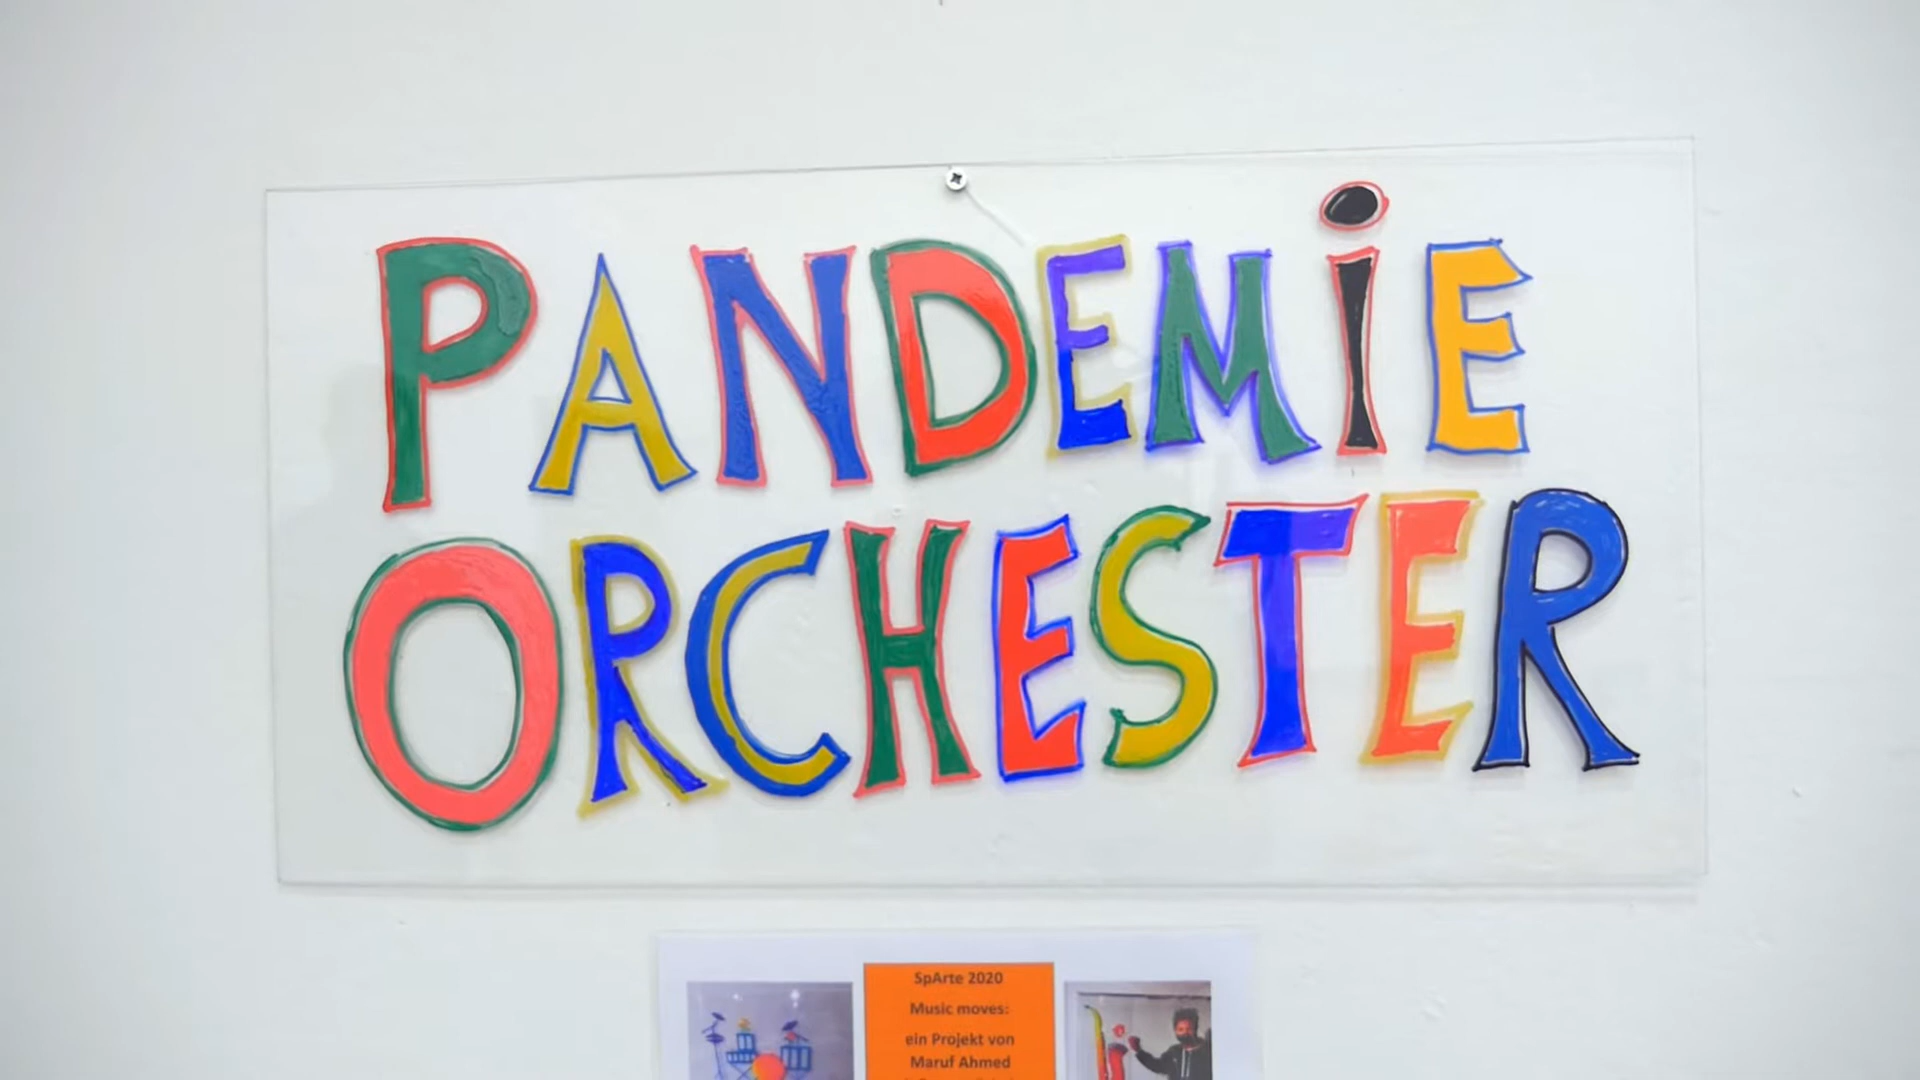 PANDEMiE
ORCHESTER
SpArte 2020
Music moves:
ein Projekt von
Maruf Ahmed